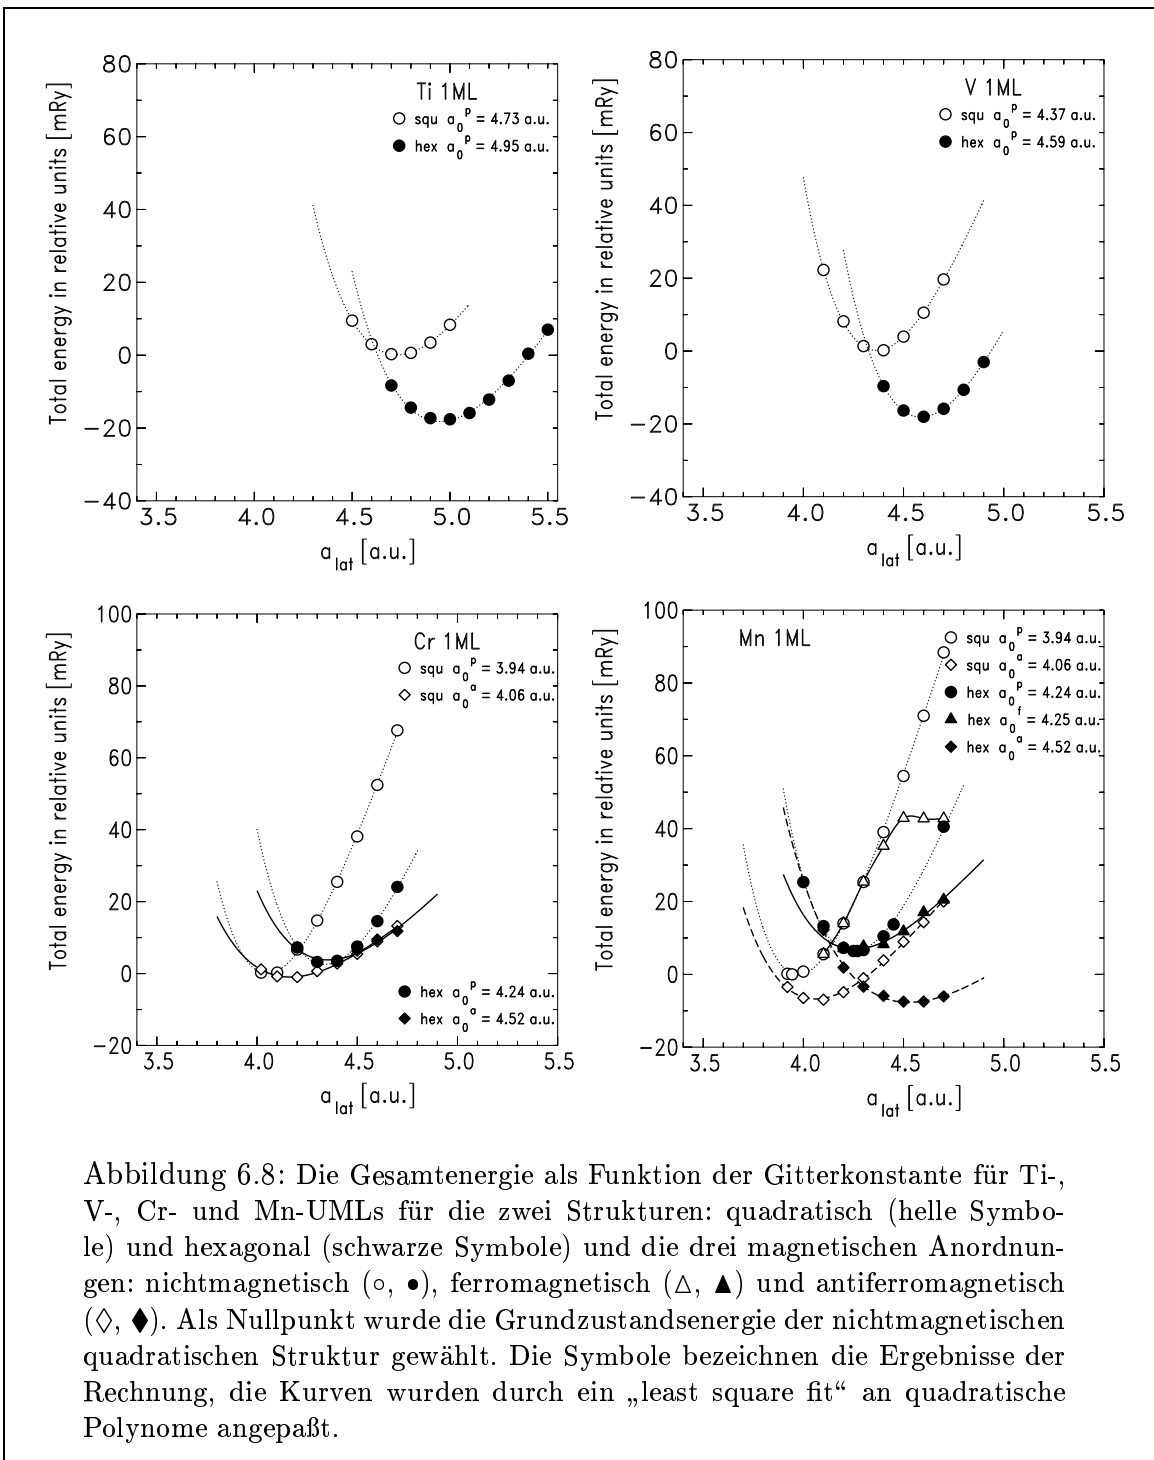 Total energy in relative units [mRy]
80
60
40
20
0
−20
−40
Ti 1ML
squ a₀ᵖ = 4.73 a.u.
hex a₀ᵖ = 4.95 a.u.
3.5 4.0 4.5 5.0 5.5
a_lat [a.u.]
Total energy in relative units [mRy]
80
60
40
20
0
−20
−40
V 1ML
squ a₀ᵖ = 4.37 a.u.
hex a₀ᵖ = 4.59 a.u.
3.5 4.0 4.5 5.0 5.5
a_lat [a.u.]
Total energy in relative units [mRy]
100
80
60
40
20
0
−20
Cr 1ML
squ a₀ᵖ = 3.94 a.u.
squ a₀ᵃ = 4.06 a.u.
hex a₀ᵖ = 4.24 a.u.
hex a₀ᵃ = 4.52 a.u.
3.5 4.0 4.5 5.0 5.5
a_lat [a.u.]
Total energy in relative units [mRy]
100
80
60
40
20
0
−20
Mn 1ML
squ a₀ᵖ = 3.94 a.u.
squ a₀ᵃ = 4.06 a.u.
hex a₀ᵖ = 4.24 a.u.
hex a₀ᶠ = 4.25 a.u.
hex a₀ᵃ = 4.52 a.u.
3.5 4.0 4.5 5.0 5.5
a_lat [a.u.]
Abbildung 6.8: Die Gesamtenergie als Funktion der Gitterkonstante für Ti-,
V-, Cr- und Mn-UMLs für die zwei Strukturen: quadratisch (helle Symbo-
le) und hexagonal (schwarze Symbole) und die drei magnetischen Anordnun-
gen: nichtmagnetisch (○, ●), ferromagnetisch (△, ▲) und antiferromagnetisch
(◇, ◆). Als Nullpunkt wurde die Grundzustandsenergie der nichtmagnetischen
quadratischen Struktur gewählt. Die Symbole bezeichnen die Ergebnisse der
Rechnung, die Kurven wurden durch ein „least square fit“ an quadratische
Polynome angepaßt.